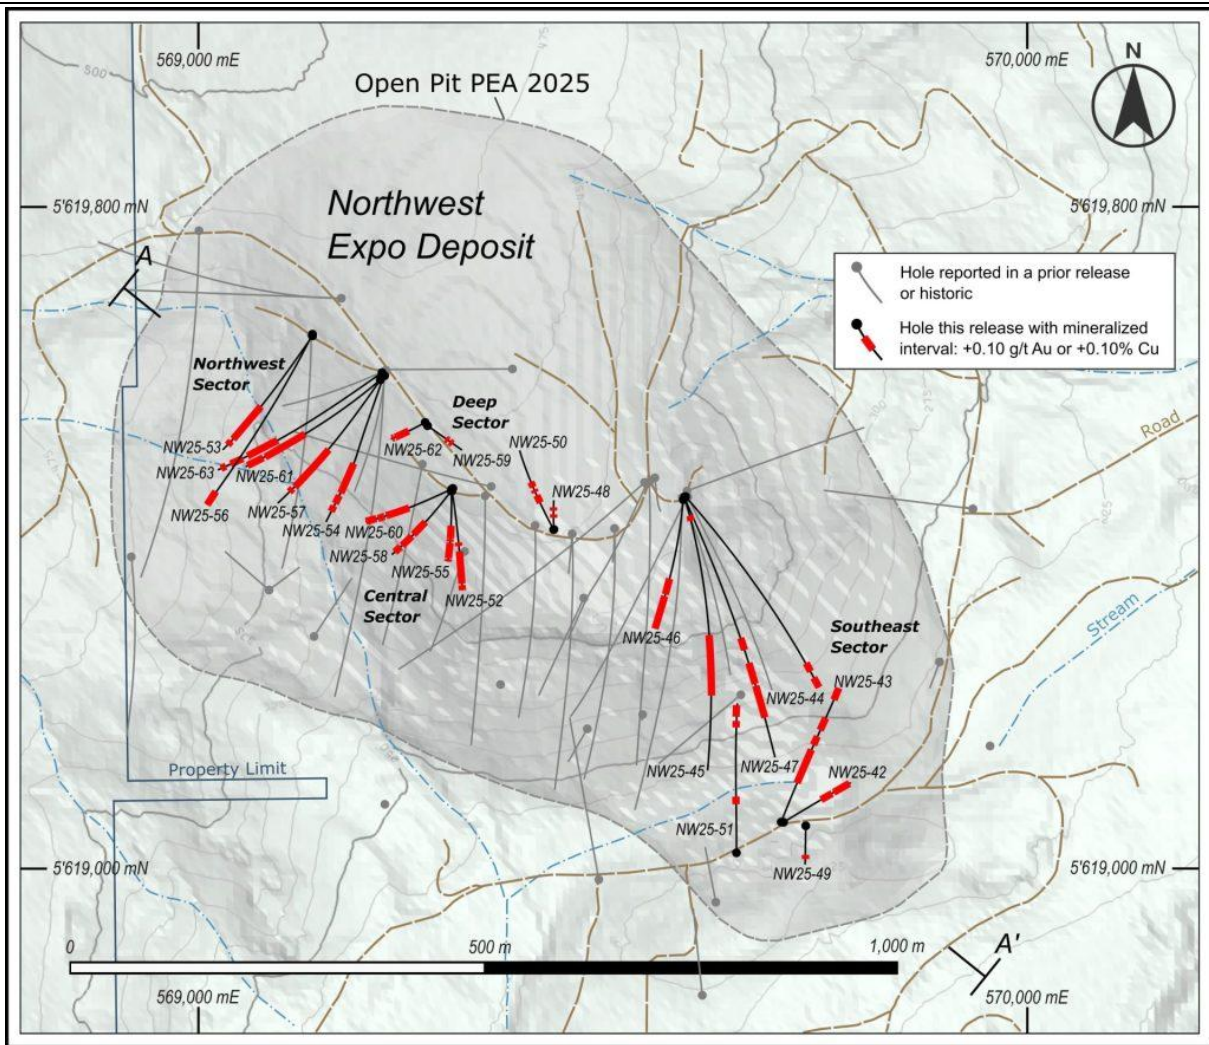 569,000 mE
570,000 mE
N
Open Pit PEA 2025
500
475
5'619,800 mN
5'619,800 mN
Northwest
Expo Deposit
A
Hole reported in a prior release
or historic
Hole this release with mineralized
interval: +0.10 g/t Au or +0.10% Cu
Northwest
Sector
Deep
Sector
300
275
Road
NW25-53
NW25-63
NW25-61
NW25-62
NW25-59
NW25-50
NW25-48
NW25-56
NW25-57
NW25-54
NW25-60
NW25-58
NW25-55
NW25-52
Central
Sector
Stream
NW25-46
Southeast
Sector
NW25-43
NW25-44
NW25-45
NW25-47
NW25-42
Property Limit
NW25-51
NW25-49
5'619,000 mN
5'619,000 mN
0
500 m
1,000 m
A'
569,000 mE
570,000 mE